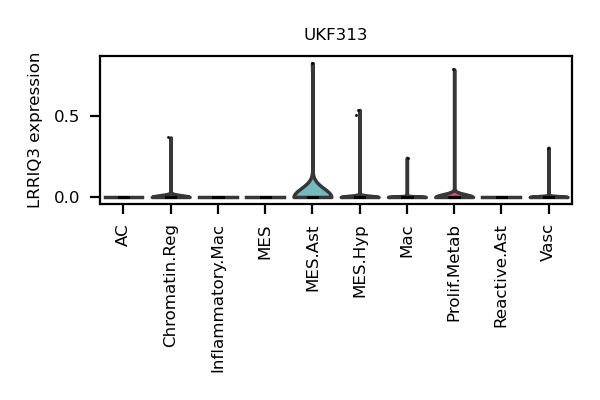 UKF313
LRRIQ3 expression
0.5
0.0
AC
Chromatin.Reg
Inflammatory.Mac
MES
MES.Ast
MES.Hyp
Mac
Prolif.Metab
Reactive.Ast
Vasc